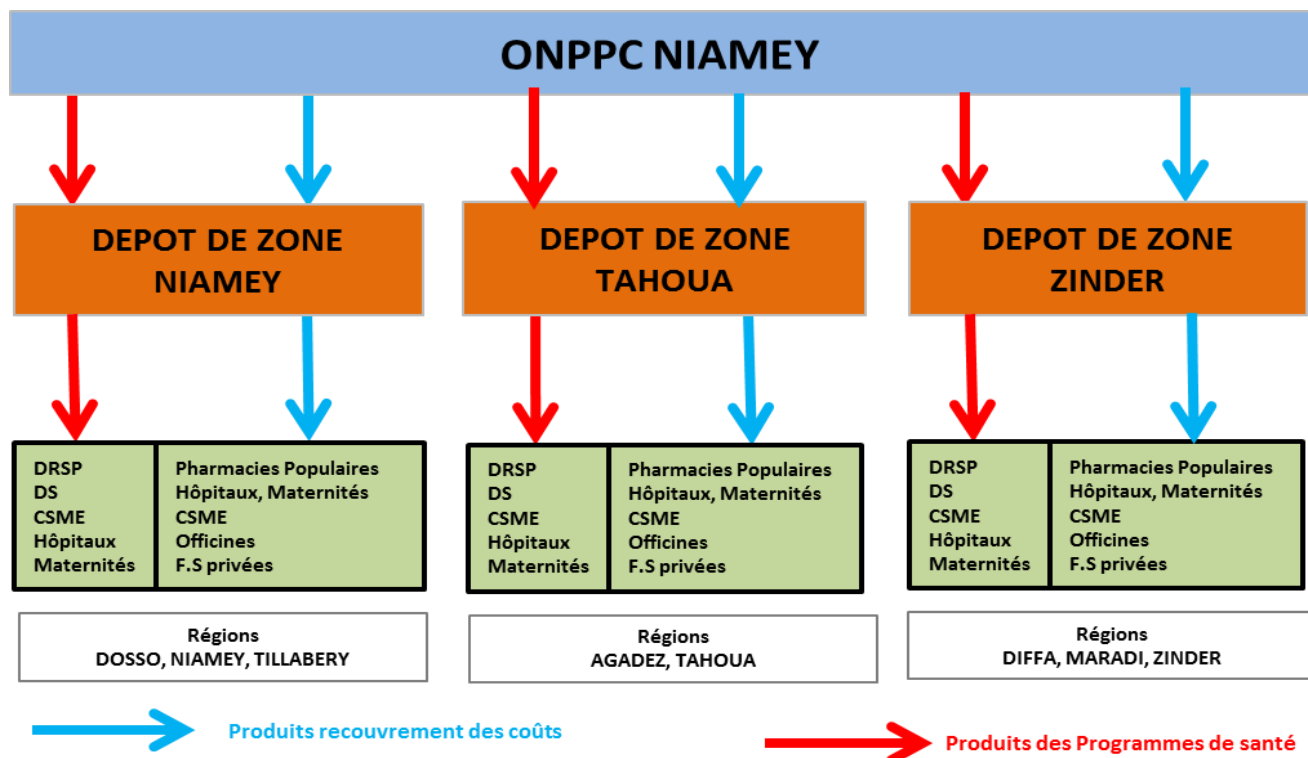 ONPPC NIAMEY
DEPOT DE ZONE
NIAMEY
DEPOT DE ZONE
TAHOUA
DEPOT DE ZONE
ZINDER
DRSP
DS
CSME
Hôpitaux
Maternités
Pharmacies Populaires
Hôpitaux, Maternités
CSME
Officines
F.S privées
DRSP
DS
CSME
Hôpitaux
Maternités
Pharmacies Populaires
Hôpitaux, Maternités
CSME
Officines
F.S privées
DRSP
DS
CSME
Hôpitaux
Maternités
Pharmacies Populaires
Hôpitaux, Maternités
CSME
Officines
F.S privées
Régions
DOSSO, NIAMEY, TILLABERY
Régions
AGADEZ, TAHOUA
Régions
DIFFA, MARADI, ZINDER
Produits recouvrement des coûts
Produits des Programmes de santé